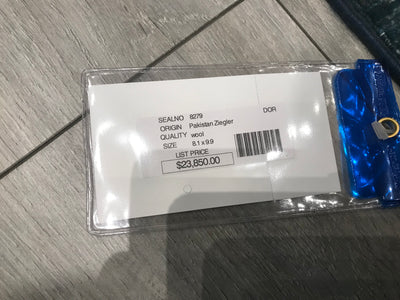 SEALNO 8279 DOR
ORIGIN Pakistan Ziegler
QUALITY wool
SIZE 8.1 x 9.9
LIST PRICE
$23,850.00